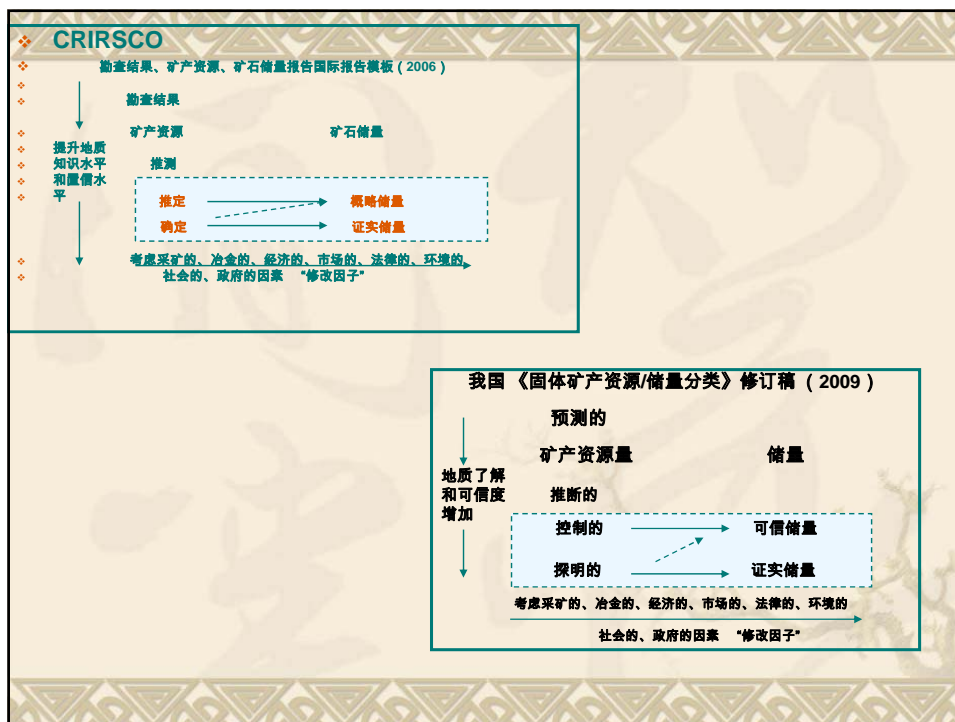 CRIRSCO
勘查结果、矿产资源、矿石储量报告国际报告模板（2006）
勘查结果
矿产资源 矿石储量
提升地质
知识水平
和置信水
平
推测
推定 概略储量
确定 证实储量
考虑采矿的、冶金的、经济的、市场的、法律的、环境的
社会的、政府的因素 “修改因子”
我国《固体矿产资源/储量分类》修订稿（2009）
预测的
矿产资源量 储量
地质了解
和可信度
增加
推断的
控制的 可信储量
探明的 证实储量
考虑采矿的、冶金的、经济的、市场的、法律的、环境的
社会的、政府的因素 “修改因子”